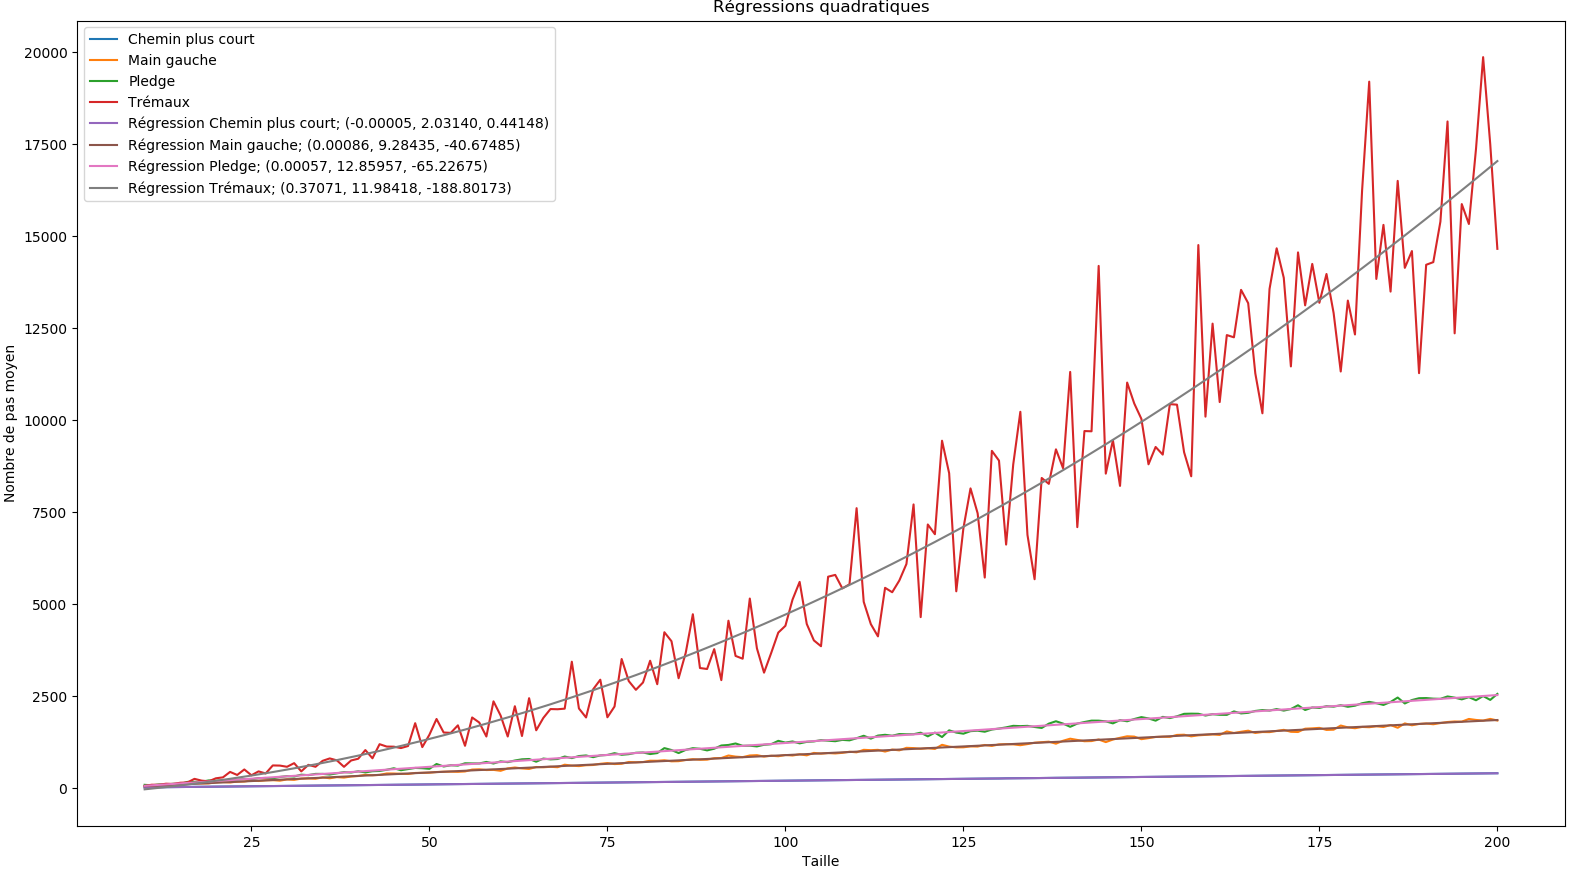 Régressions quadratiques
Chemin plus court
Main gauche
Pledge
Trémaux
Régression Chemin plus court; (-0.00005, 2.03140, 0.44148)
Régression Main gauche; (0.00086, 9.28435, -40.67485)
Régression Pledge; (0.00057, 12.85957, -65.22675)
Régression Trémaux; (0.37071, 11.98418, -188.80173)
Nombre de pas moyen
20000
17500
15000
12500
10000
7500
5000
2500
0
25 50 75 100 125 150 175 200
Taille